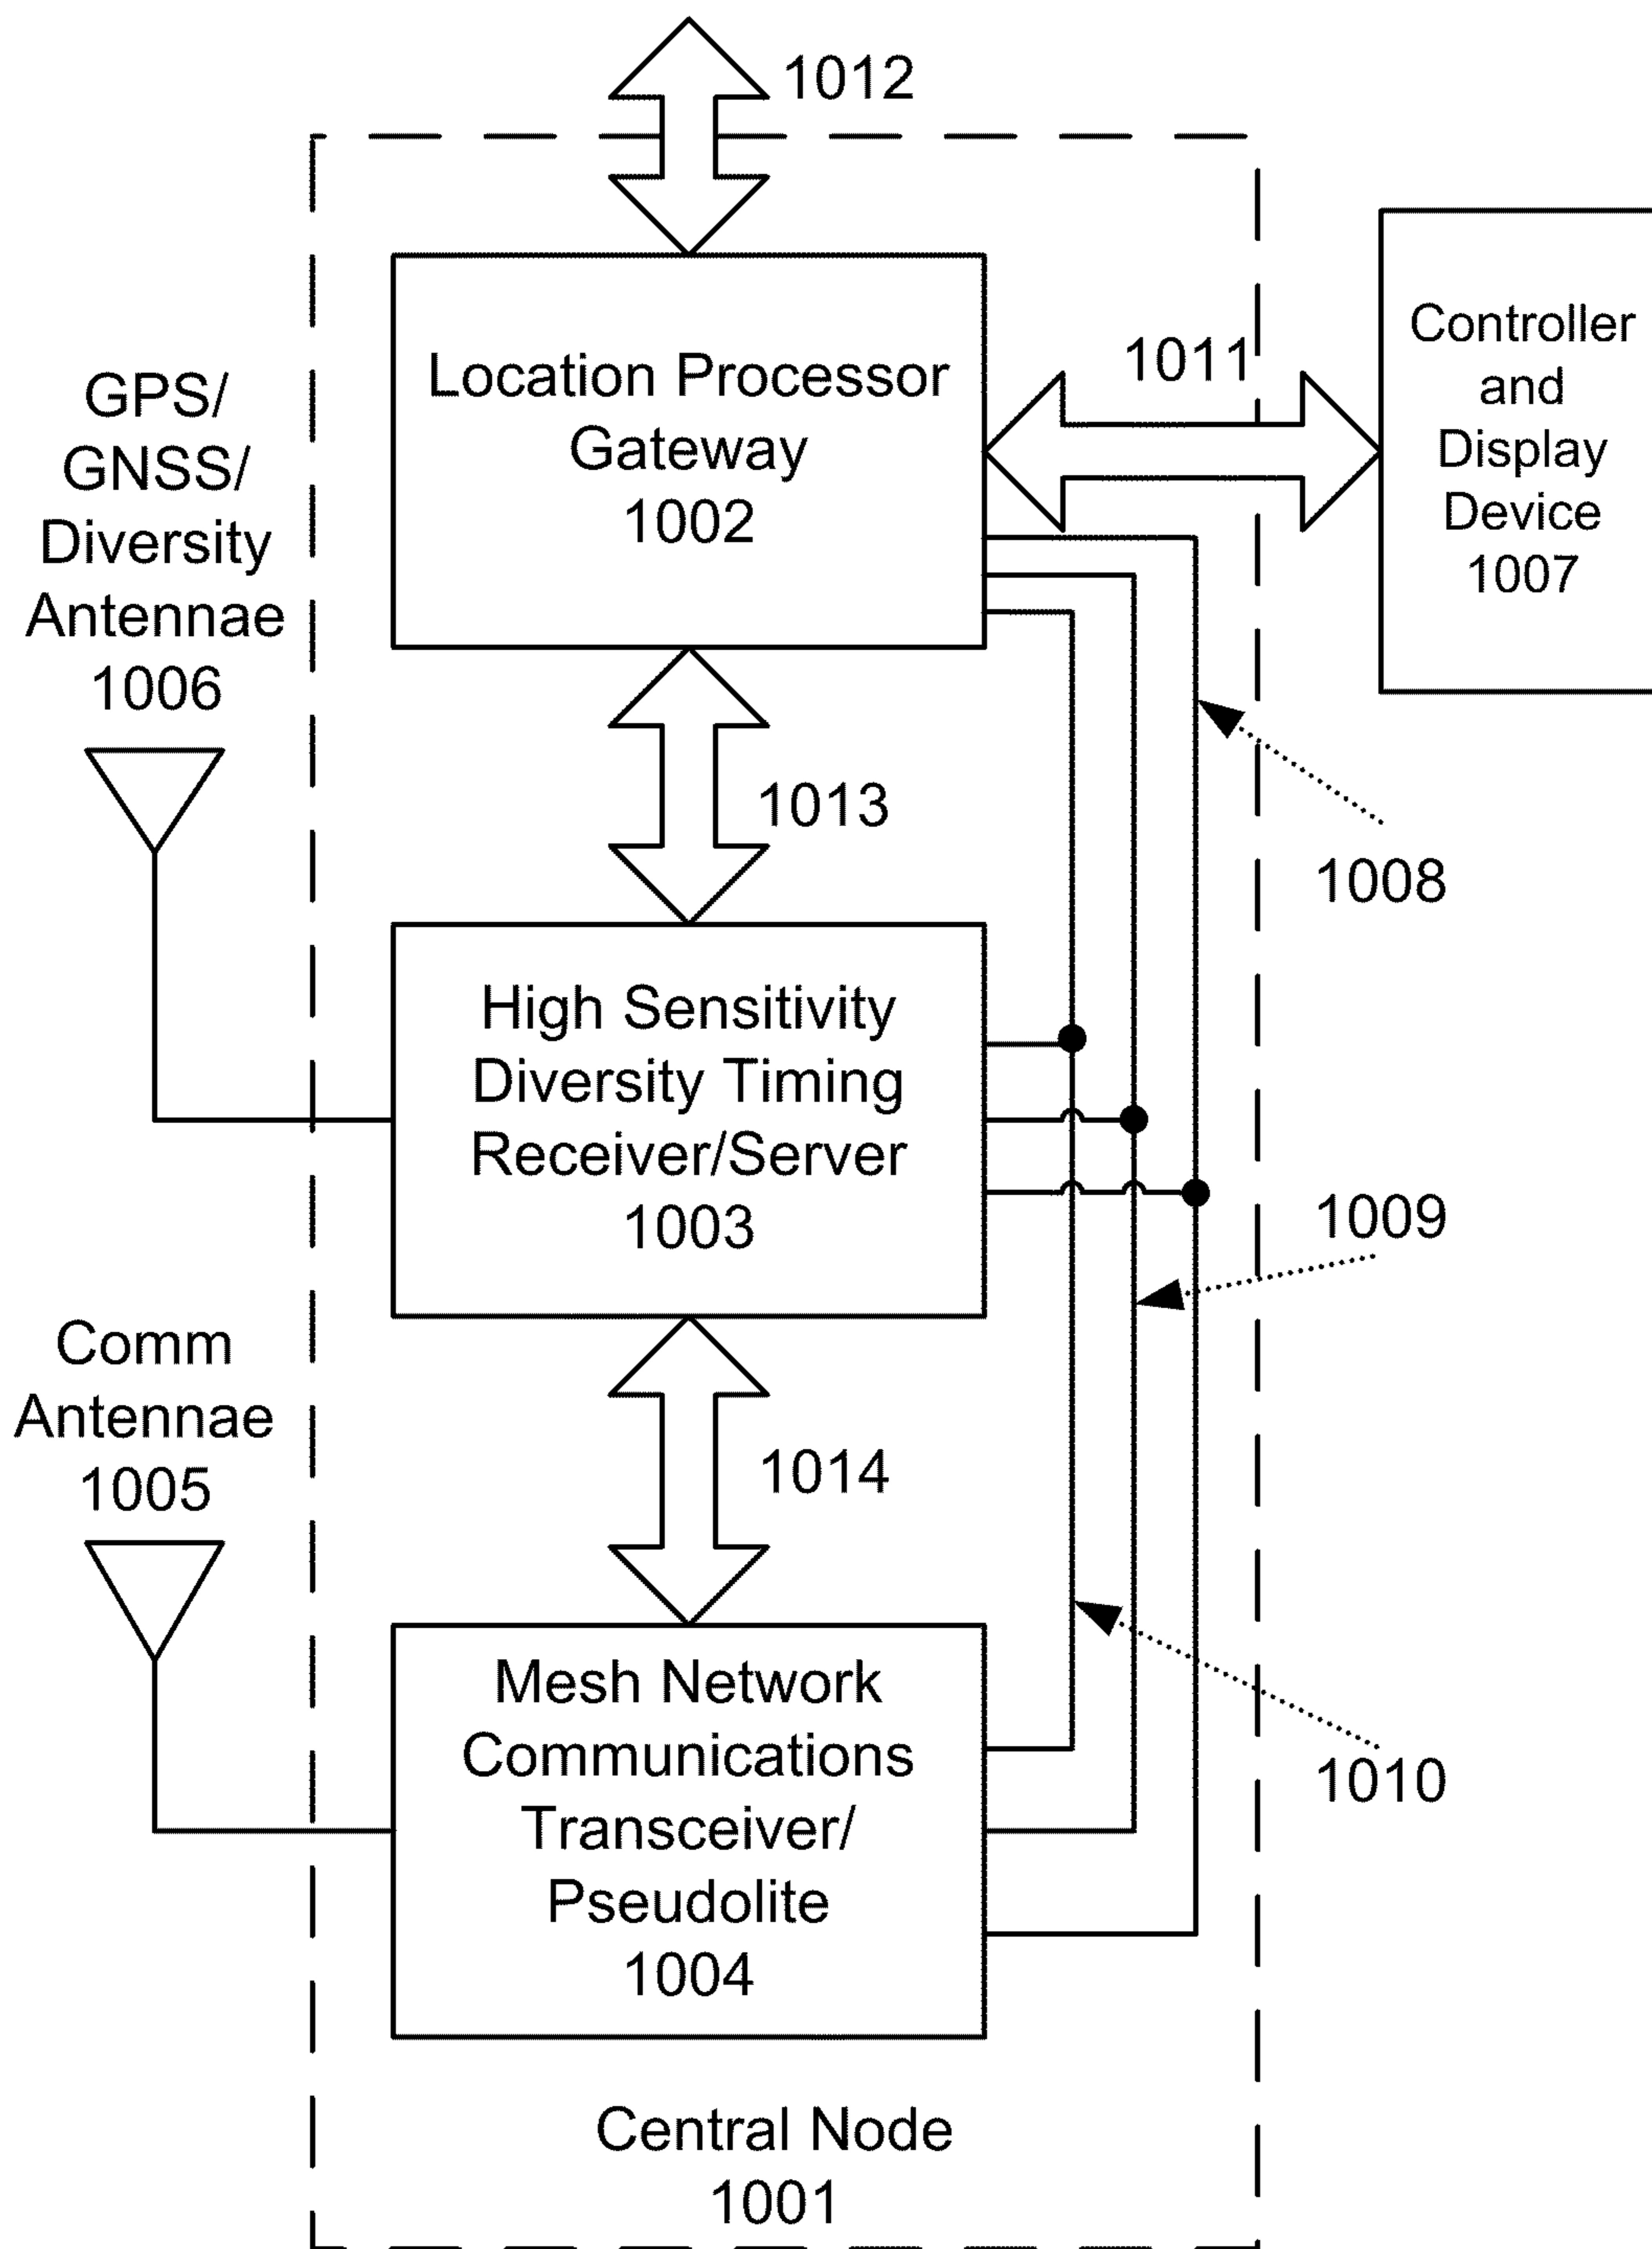 1012
Location Processor
Gateway
1002
1011
Controller
and
Display
Device
1007
GPS/
GNSS/
Diversity
Antennae
1006
1013
1008
High Sensitivity
Diversity Timing
Receiver/Server
1003
1009
Comm
Antennae
1005
1014
Mesh Network
Communications
Transceiver/
Pseudolite
1004
1010
Central Node
1001